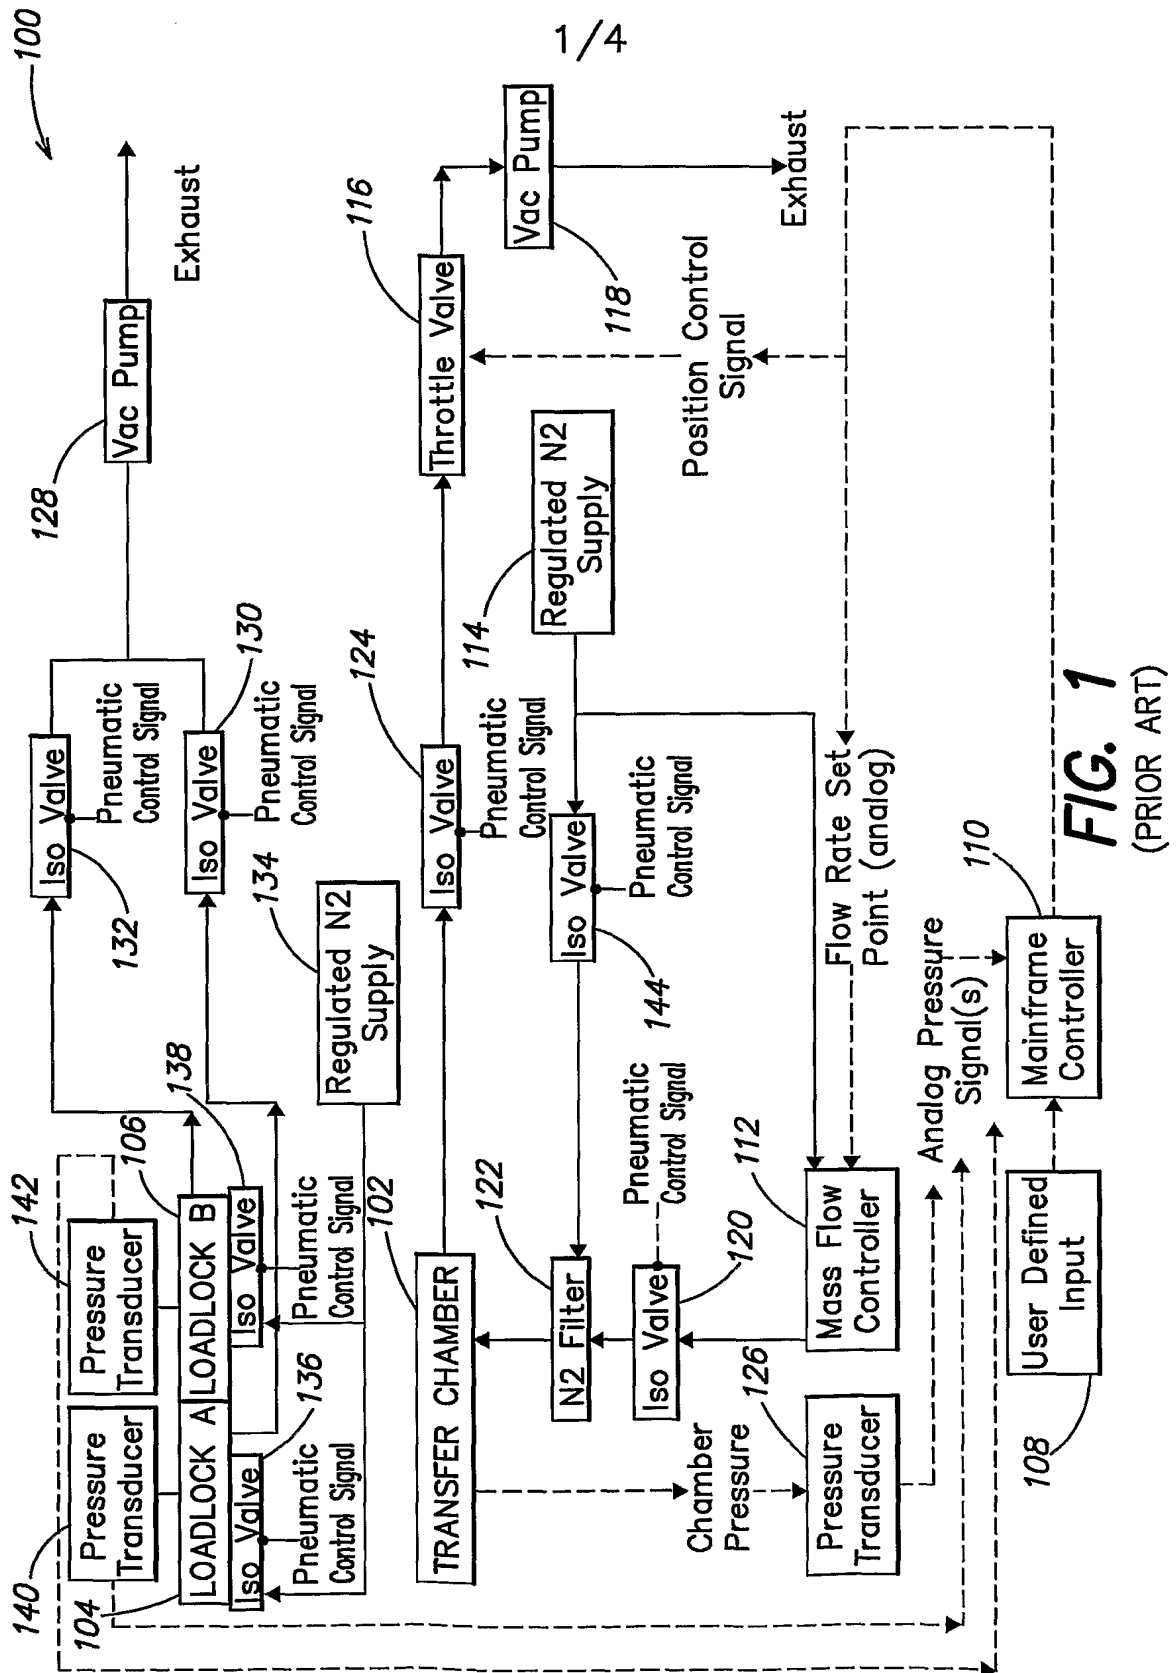 1/4
100
Exhaust
Vac Pump
128
Iso Valve
Pneumatic
Control Signal
132
Iso Valve
130
Pneumatic
Control Signal
142
Pressure
Transducer
106
140
Pressure
Transducer
104
LOADLOCK A
LOADLOCK B
138
Iso Valve
Pneumatic
Control Signal
136
Iso Valve
Pneumatic
Control Signal
134
Regulated N2
Supply
102
TRANSFER CHAMBER
124
Iso Valve
Pneumatic
Control Signal
116
Throttle Valve
Vac Pump
118
Exhaust
114
Regulated N2
Supply
Position Control
Signal
Iso Valve
144
Pneumatic
Control Signal
122
N2 Filter
Pneumatic
Control Signal
Iso Valve
120
Chamber
Pressure
126
Pressure
Transducer
112
Mass Flow
Controller
Flow Rate Set
Point (analog)
Analog Pressure
Signal(s)
108
User Defined
Input
110
Mainframe
Controller
FIG. 1
(PRIOR ART)